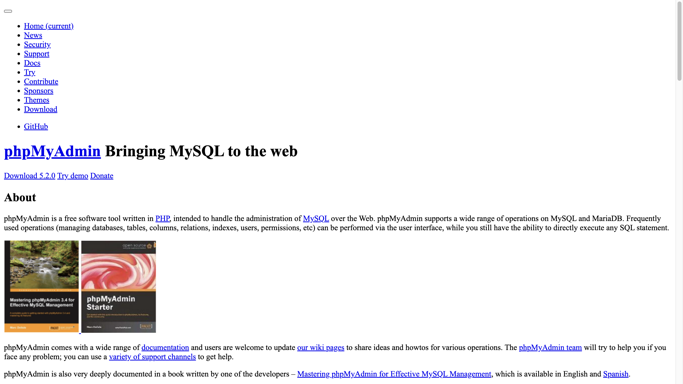 Home (current)
News
Security
Support
Docs
Try
Contribute
Sponsors
Themes
Download
GitHub
phpMyAdmin Bringing MySQL to the web
Download 5.2.0 Try demo Donate
About
phpMyAdmin is a free software tool written in PHP, intended to handle the administration of MySQL over the Web. phpMyAdmin supports a wide range of operations on MySQL and MariaDB. Frequently
used operations (managing databases, tables, columns, relations, indexes, users, permissions, etc) can be performed via the user interface, while you still have the ability to directly execute any SQL statement.
Mastering phpMyAdmin 3.4 for
Effective MySQL Management
phpMyAdmin
Starter
phpMyAdmin comes with a wide range of documentation and users are welcome to update our wiki pages to share ideas and howtos for various operations. The phpMyAdmin team will try to help you if you
face any problem; you can use a variety of support channels to get help.
phpMyAdmin is also very deeply documented in a book written by one of the developers – Mastering phpMyAdmin for Effective MySQL Management, which is available in English and Spanish.